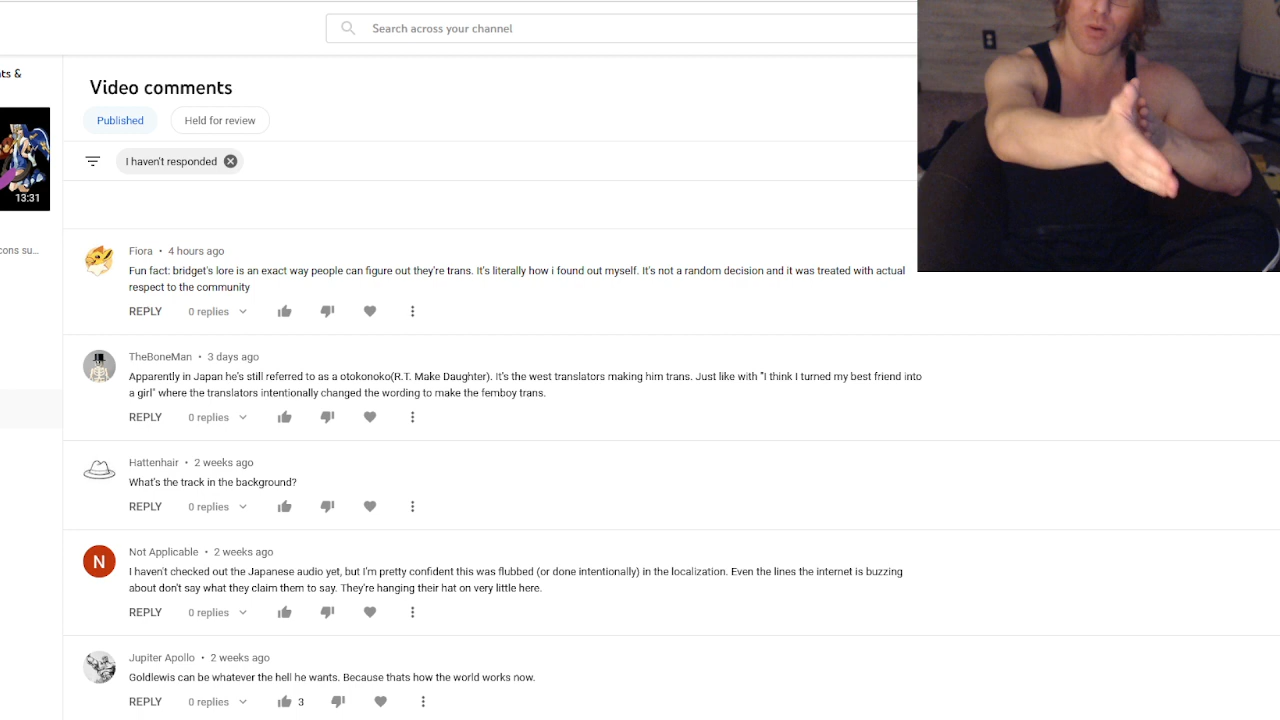 Search across your channel
nts &
Video comments
Published
Held for review
I haven't responded
13:31
cons su...
Fiora • 4 hours ago
Fun fact: bridget's lore is an exact way people can figure out they're trans. It's literally how i found out myself. It's not a random decision and it was treated with actual
respect to the community
REPLY 0 replies
TheBoneMan • 3 days ago
Apparently in Japan he's still referred to as a otokonoko(R.T. Make Daughter). It's the west translators making him trans. Just like with "I think I turned my best friend into
a girl" where the translators intentionally changed the wording to make the femboy trans.
REPLY 0 replies
Hattenhair • 2 weeks ago
What's the track in the background?
REPLY 0 replies
N
Not Applicable • 2 weeks ago
I haven't checked out the Japanese audio yet, but I'm pretty confident this was flubbed (or done intentionally) in the localization. Even the lines the internet is buzzing
about don't say what they claim them to say. They're hanging their hat on very little here.
REPLY 0 replies
Jupiter Apollo • 2 weeks ago
Goldlewis can be whatever the hell he wants. Because thats how the world works now.
REPLY 0 replies 3